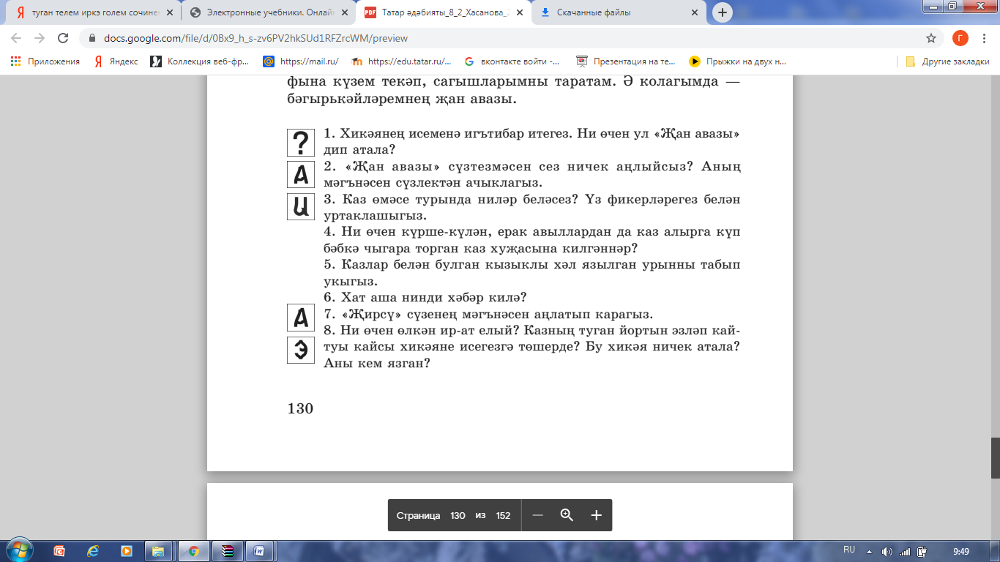 туган телем иркэ голем сочине
Электронные учебники. Онлай
Татар әдәбияты_8_2_Хасанова_2
Скачанные файлы
docs.google.com/file/d/0Bx9_h_s-zv6PV2hkSUd1RFZrcWM/preview
Г
Приложения Яндекс Коллекция веб-фр... https://mail.ru/ https://edu.tatar.ru/... вконтакте войти -... Презентация на те... Прыжки на двух н... Другие закладки
фына күзем текәп, сагышларымны таратам. Ә колагымда —
бәгырькәйләремнең җан авазы.
? 1. Хикәянең исеменә игътибар итегез. Ни өчен ул «Җан авазы»
дип атала?
А 2. «Җан авазы» сүзтезмәсен сез ничек аңлыйсыз? Аның
мәгънәсен сүзлектән ачыклагыз.
И 3. Каз өмәсе турында ниләр беләсез? Үз фикерләрегез белән
уртаклашыгыз.
4. Ни өчен күрше-күлән, ерак авыллардан да каз алырга күп
бәбкә чыгара торган каз хуҗасына килгәннәр?
5. Казлар белән булган кызыклы хәл язылган урынны табып
укыгыз.
6. Хат аша нинди хәбәр килә?
А 7. «Җирсү» сүзенең мәгънәсен аңлатып карагыз.
8. Ни өчен өлкән ир-ат елый? Казның туган йортын эзләп кай-
Э туы кайсы хикәяне исегезгә төшерде? Бу хикәя ничек атала?
Аны кем язган?
130
Страница 130 из 152
RU 9:49